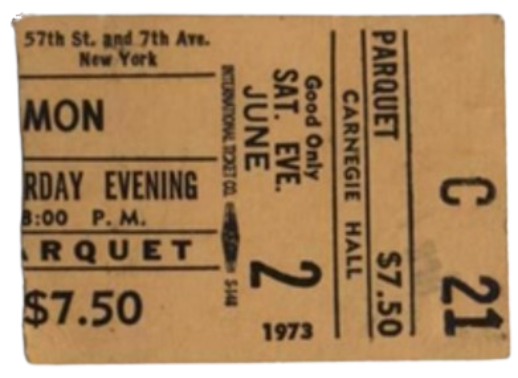 57th St. and 7th Ave.
New York
MON
RDAY EVENING
8:00 P. M.
ARQUET
$7.50
INTERNATIONAL TICKET CO.
S-148
Good Only
SAT. EVE.
JUNE
2
1973
CARNEGIE HALL
PARQUET $7.50
C 21